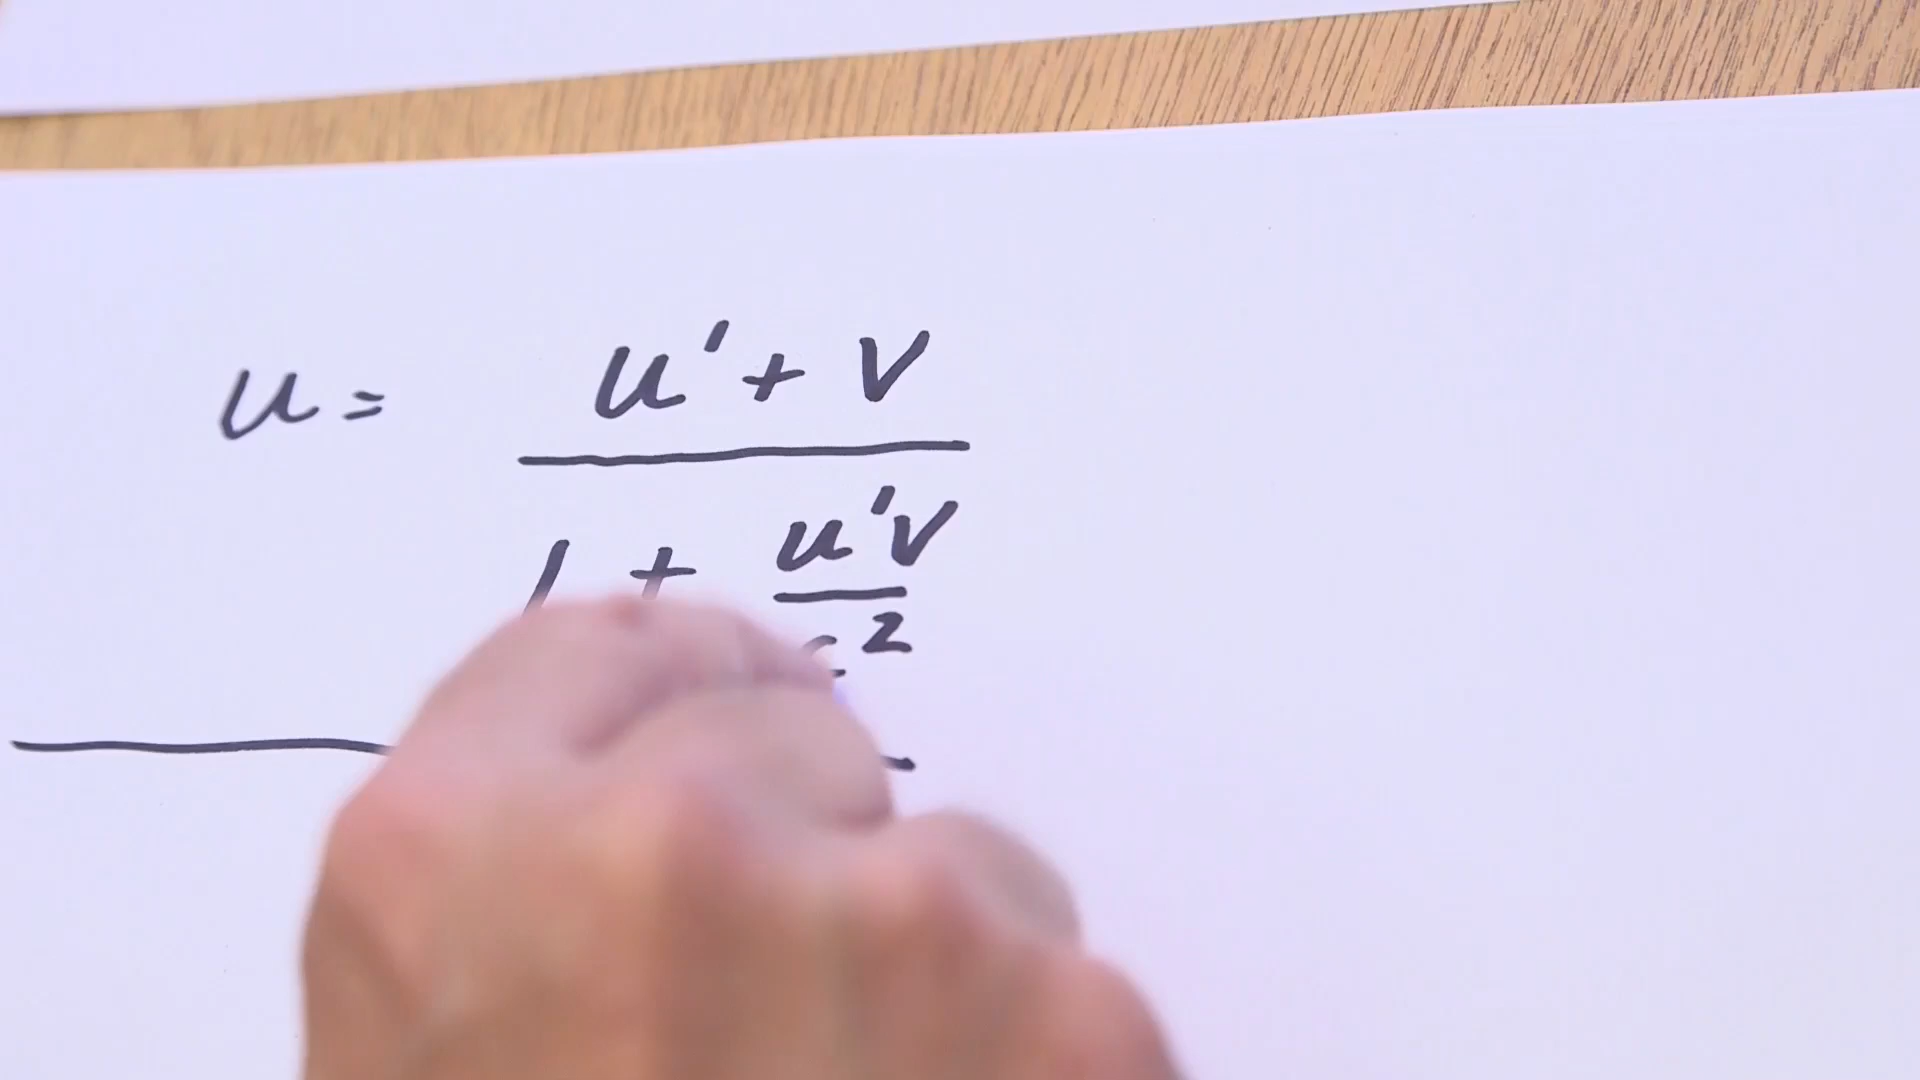 u = u' + v
1 + u'v
c²